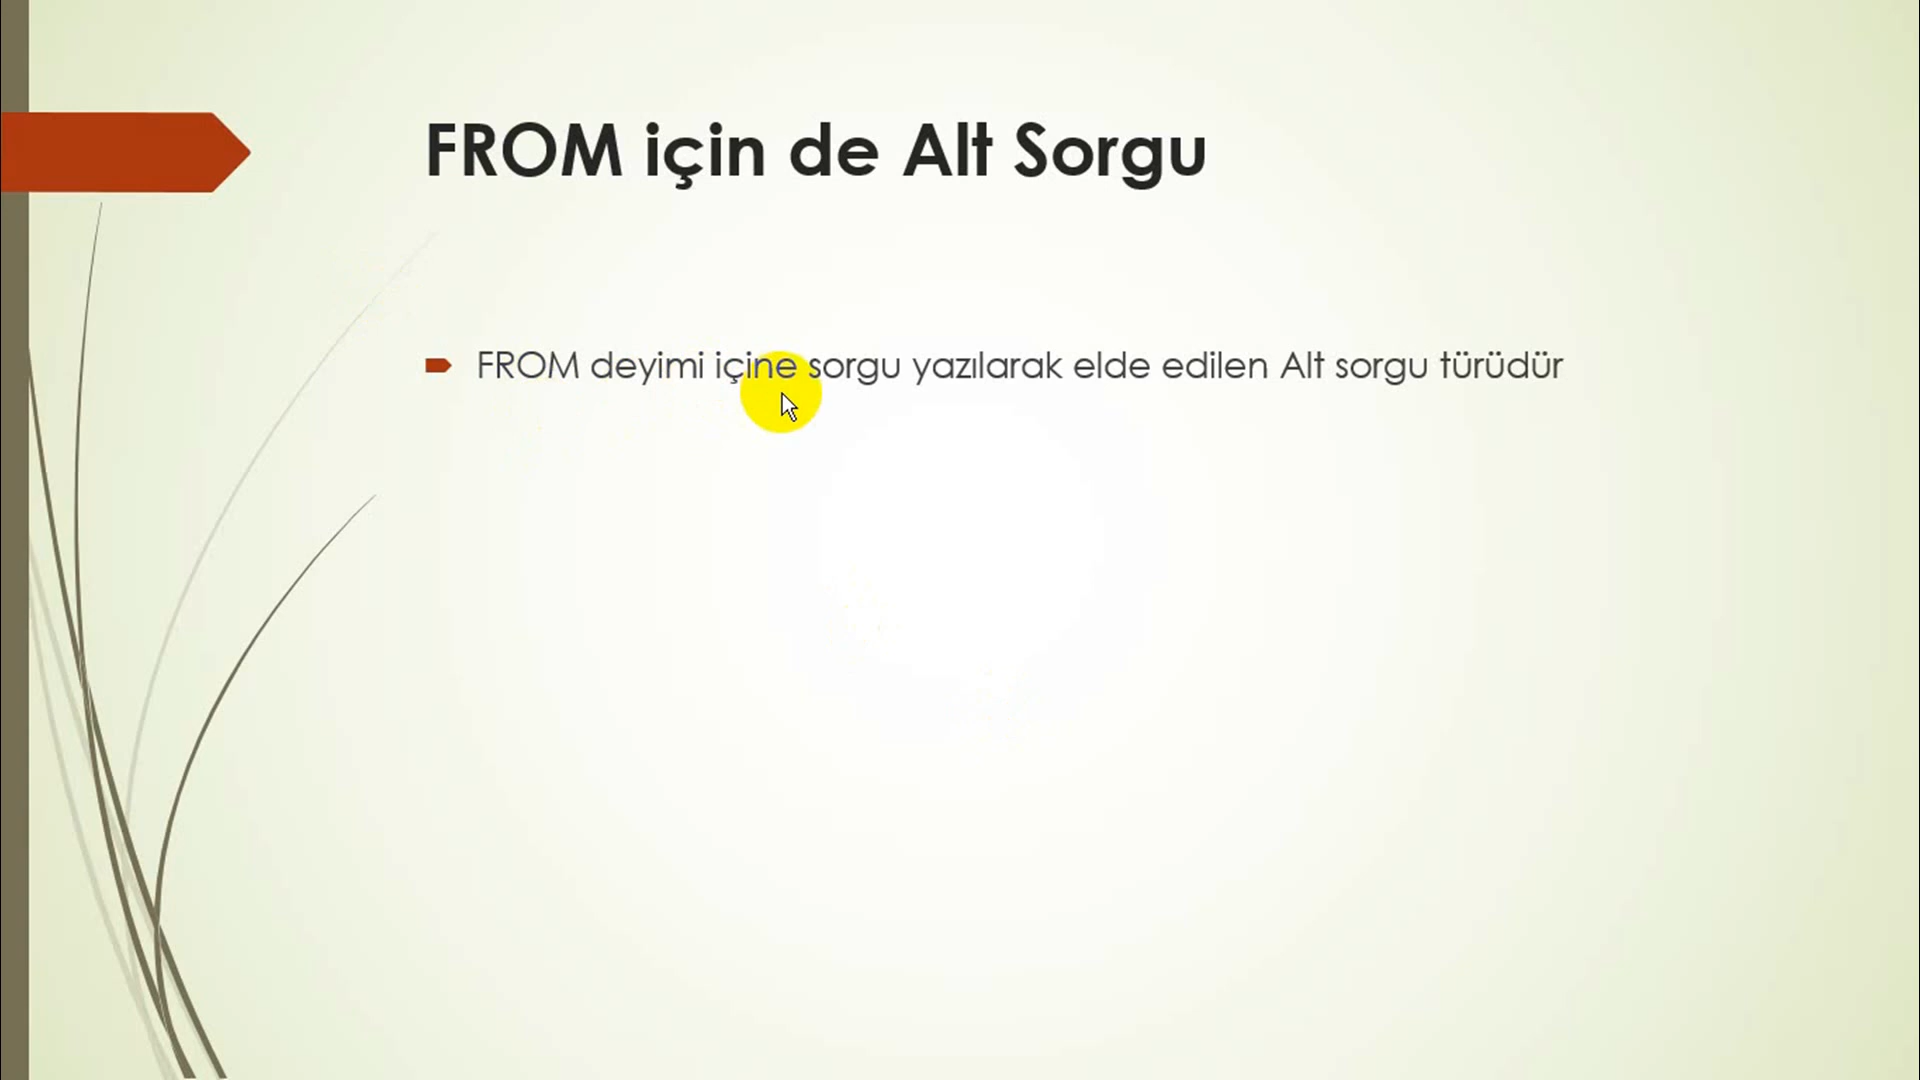 FROM için de Alt Sorgu
FROM deyimi içine sorgu yazılarak elde edilen Alt sorgu türüdür